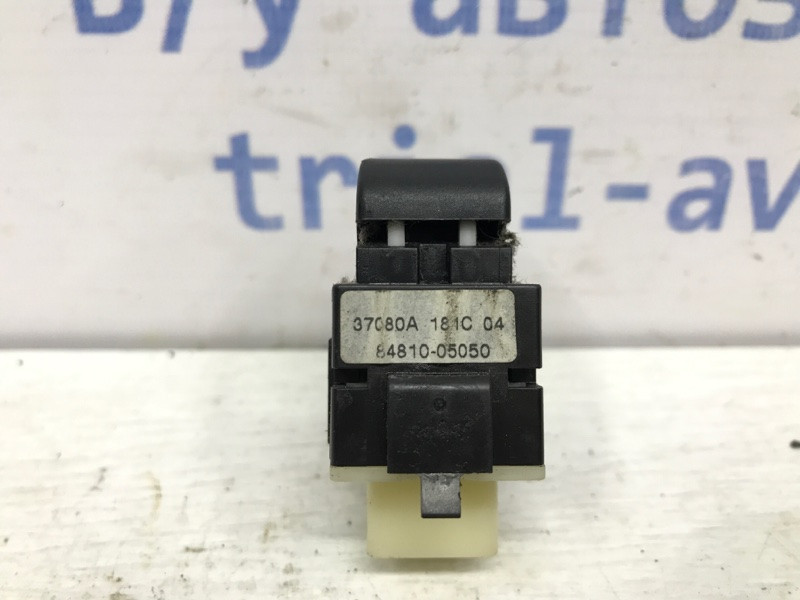 Б/у автоз
trial-av
37080A 181C 04
84810-05050